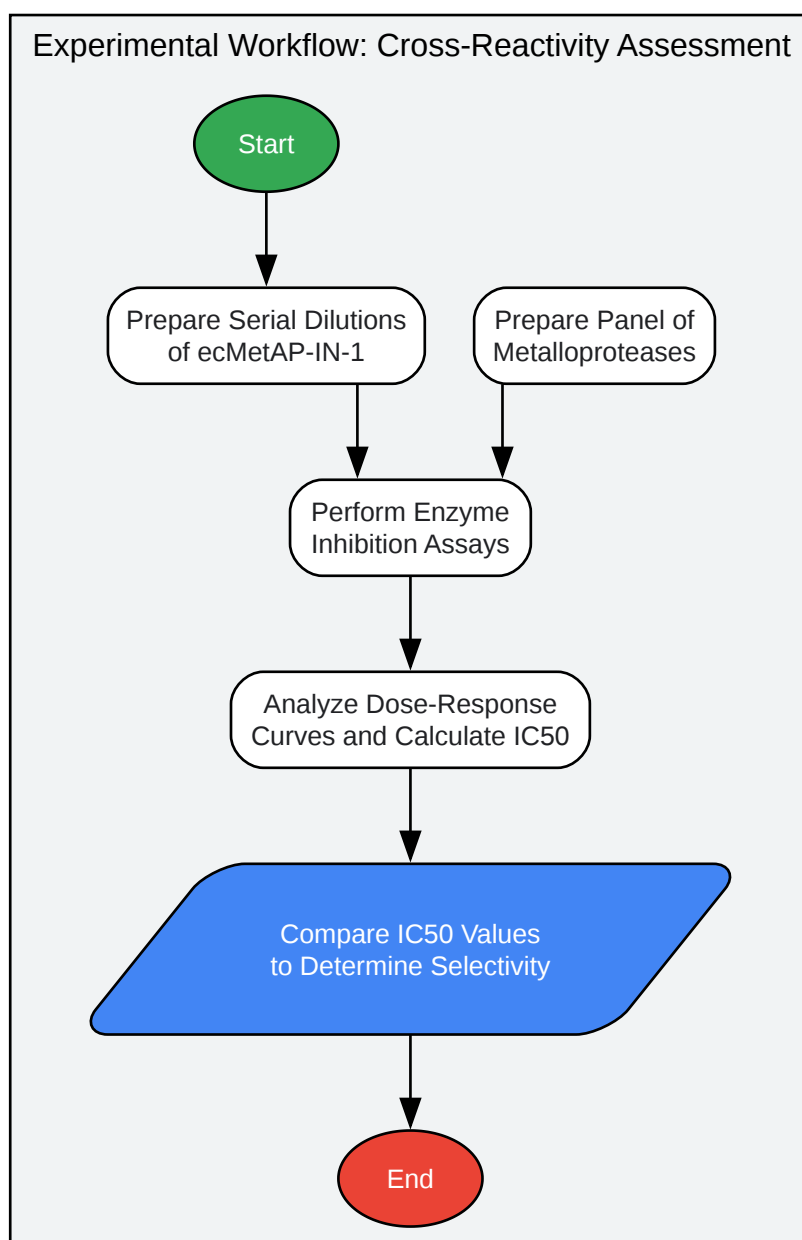 Experimental Workflow: Cross-Reactivity Assessment
Start
Prepare Serial Dilutions
of ecMetAP-IN-1
Prepare Panel of
Metalloproteases
Perform Enzyme
Inhibition Assays
Analyze Dose-Response
Curves and Calculate IC50
Compare IC50 Values
to Determine Selectivity
End